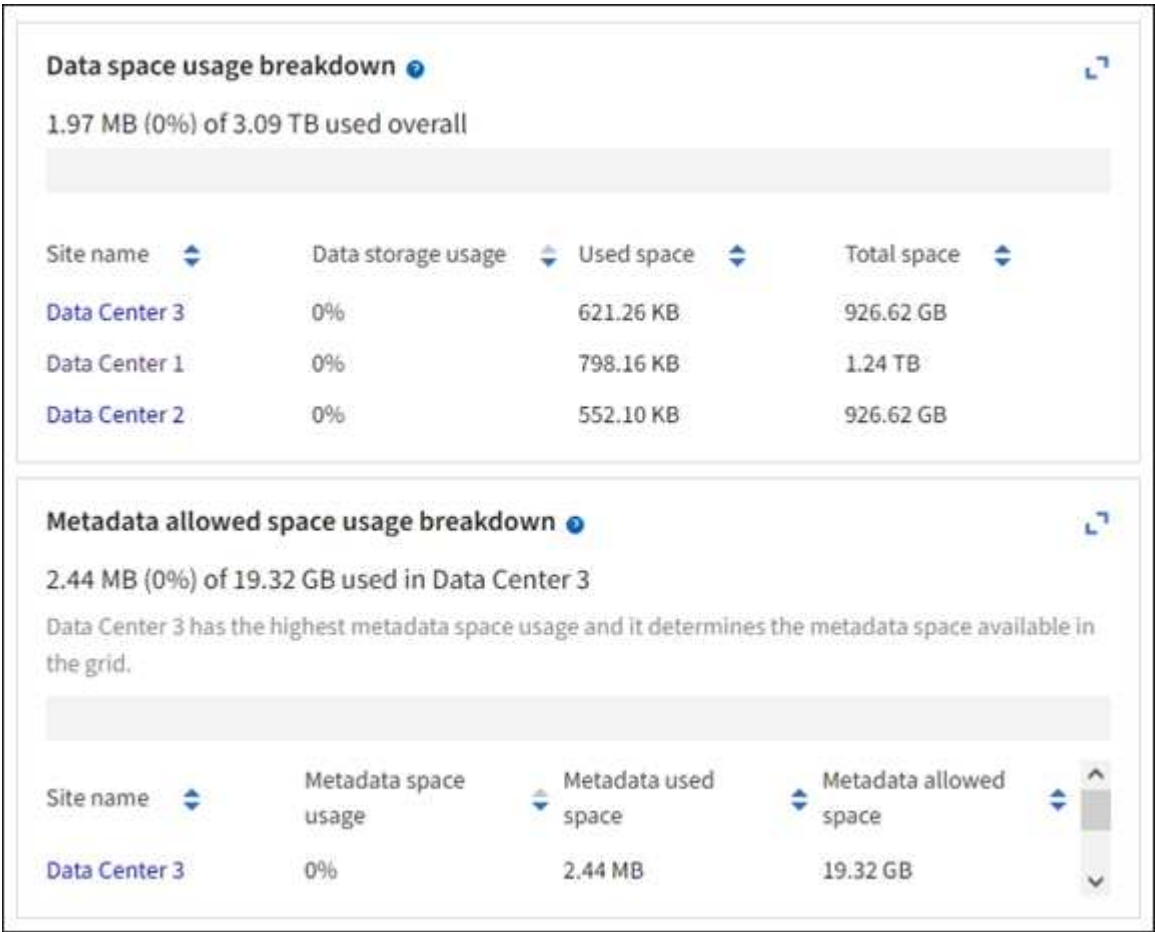 Data space usage breakdown
1.97 MB (0%) of 3.09 TB used overall
Site name Data storage usage Used space Total space
Data Center 3 0% 621.26 KB 926.62 GB
Data Center 1 0% 798.16 KB 1.24 TB
Data Center 2 0% 552.10 KB 926.62 GB
Metadata allowed space usage breakdown
2.44 MB (0%) of 19.32 GB used in Data Center 3
Data Center 3 has the highest metadata space usage and it determines the metadata space available in
the grid.
Site name Metadata space usage Metadata used space Metadata allowed space
Data Center 3 0% 2.44 MB 19.32 GB